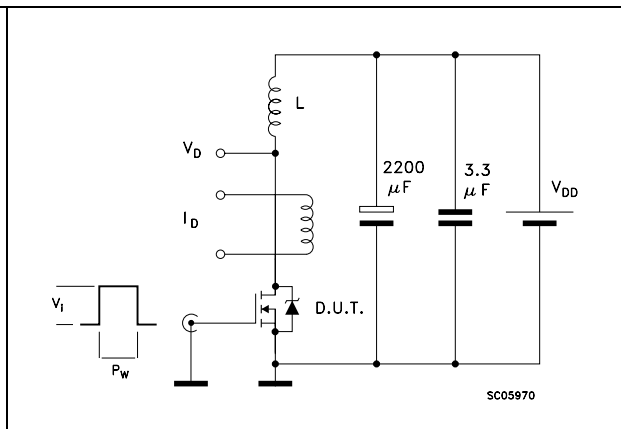 L
V_D
2200
μF
3.3
μF
V_DD
I_D
V_i
D.U.T.
P_W
SC05970